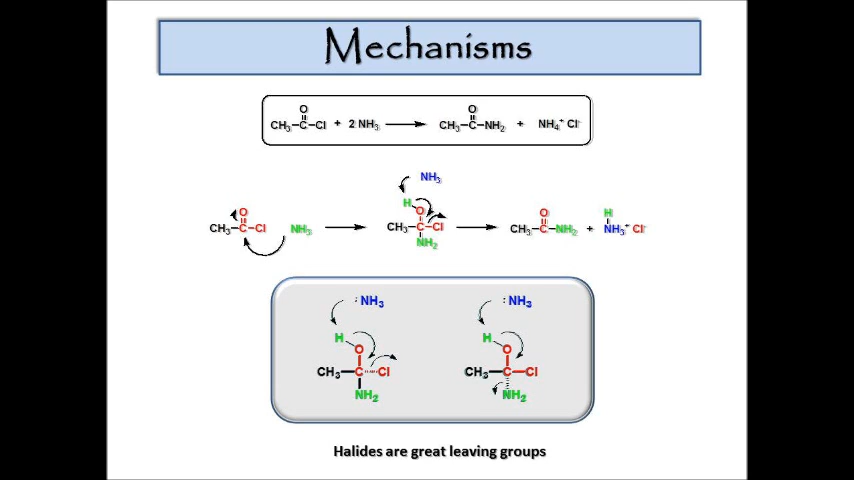 Mechanisms
O
CH₃–C–Cl + 2 NH₃ → CH₃–C–NH₂ + NH₄⁺ Cl⁻
O
NH₃
H
O
CH₃–C–Cl NH₃ → CH₃–C–Cl → CH₃–C–NH₂ + NH₃⁺ Cl⁻
O
NH₂
O
H
:NH₃ :NH₃
H H
O O
CH₃–C····Cl CH₃–C–Cl
NH₂ NH₂
Halides are great leaving groups